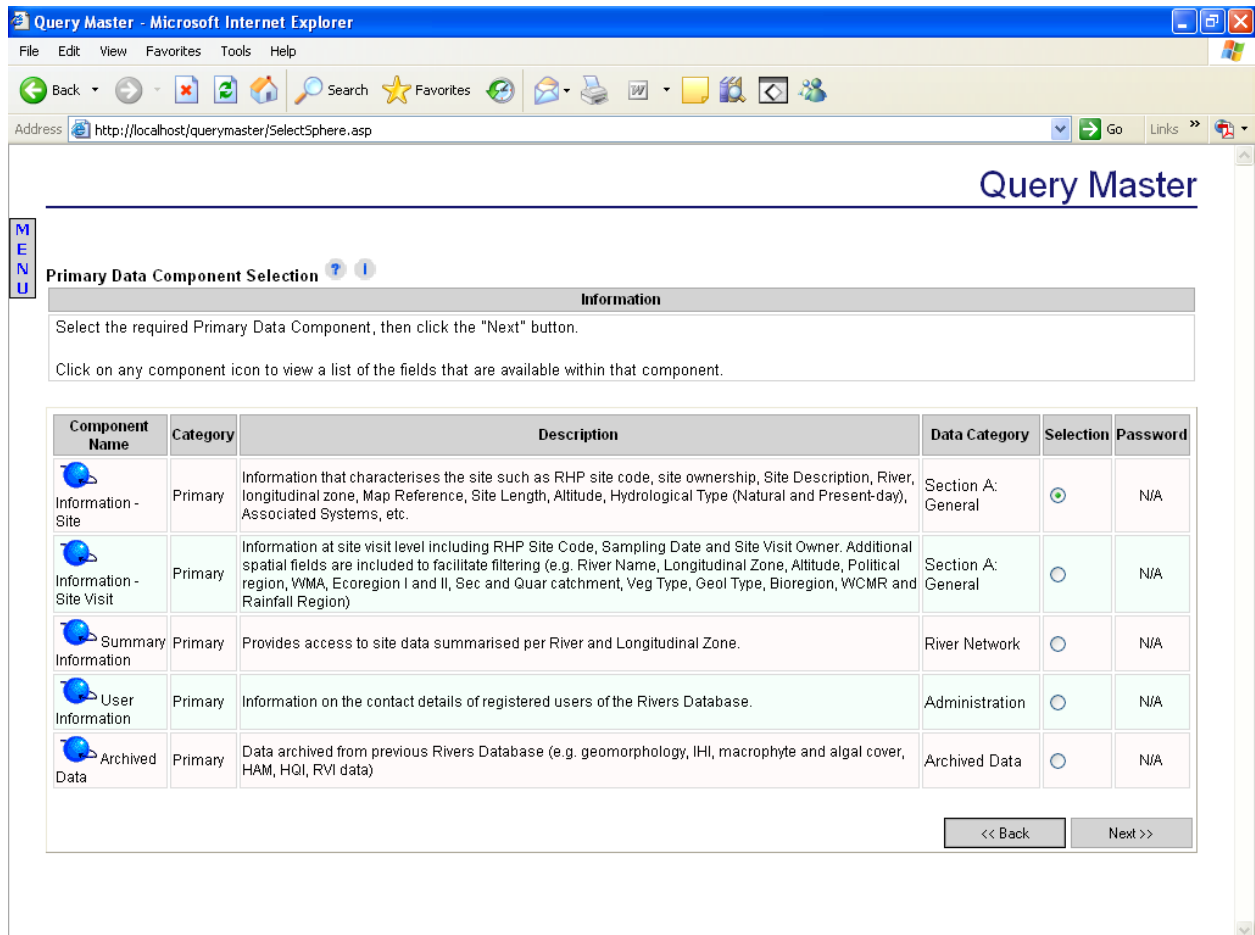 Query Master - Microsoft Internet Explorer
File Edit View Favorites Tools Help
Back Search Favorites
Address http://localhost/querymaster/SelectSphere.asp Go Links »
Query Master
MENU
Primary Data Component Selection ? I
Information
Select the required Primary Data Component, then click the "Next" button.
Click on any component icon to view a list of the fields that are available within that component.
Component Name Category Description Data Category Selection Password
Information - Site
Primary
Information that characterises the site such as RHP site code, site ownership, Site Description, River,
longitudinal zone, Map Reference, Site Length, Altitude, Hydrological Type (Natural and Present-day),
Associated Systems, etc.
Section A:
General
N/A
Information -
Site Visit
Primary
Information at site visit level including RHP Site Code, Sampling Date and Site Visit Owner. Additional
spatial fields are included to facilitate filtering (e.g. River Name, Longitudinal Zone, Altitude, Political
region, WMA, Ecoregion I and II, Sec and Quar catchment, Veg Type, Geol Type, Bioregion, WCMR and
Rainfall Region)
Section A:
General
N/A
Summary
Information
Primary
Provides access to site data summarised per River and Longitudinal Zone.
River Network
N/A
User
Information
Primary
Information on the contact details of registered users of the Rivers Database.
Administration
N/A
Archived
Data
Primary
Data archived from previous Rivers Database (e.g. geomorphology, IHI, macrophyte and algal cover,
HAM, HQI, RVI data)
Archived Data
N/A
<< Back Next >>